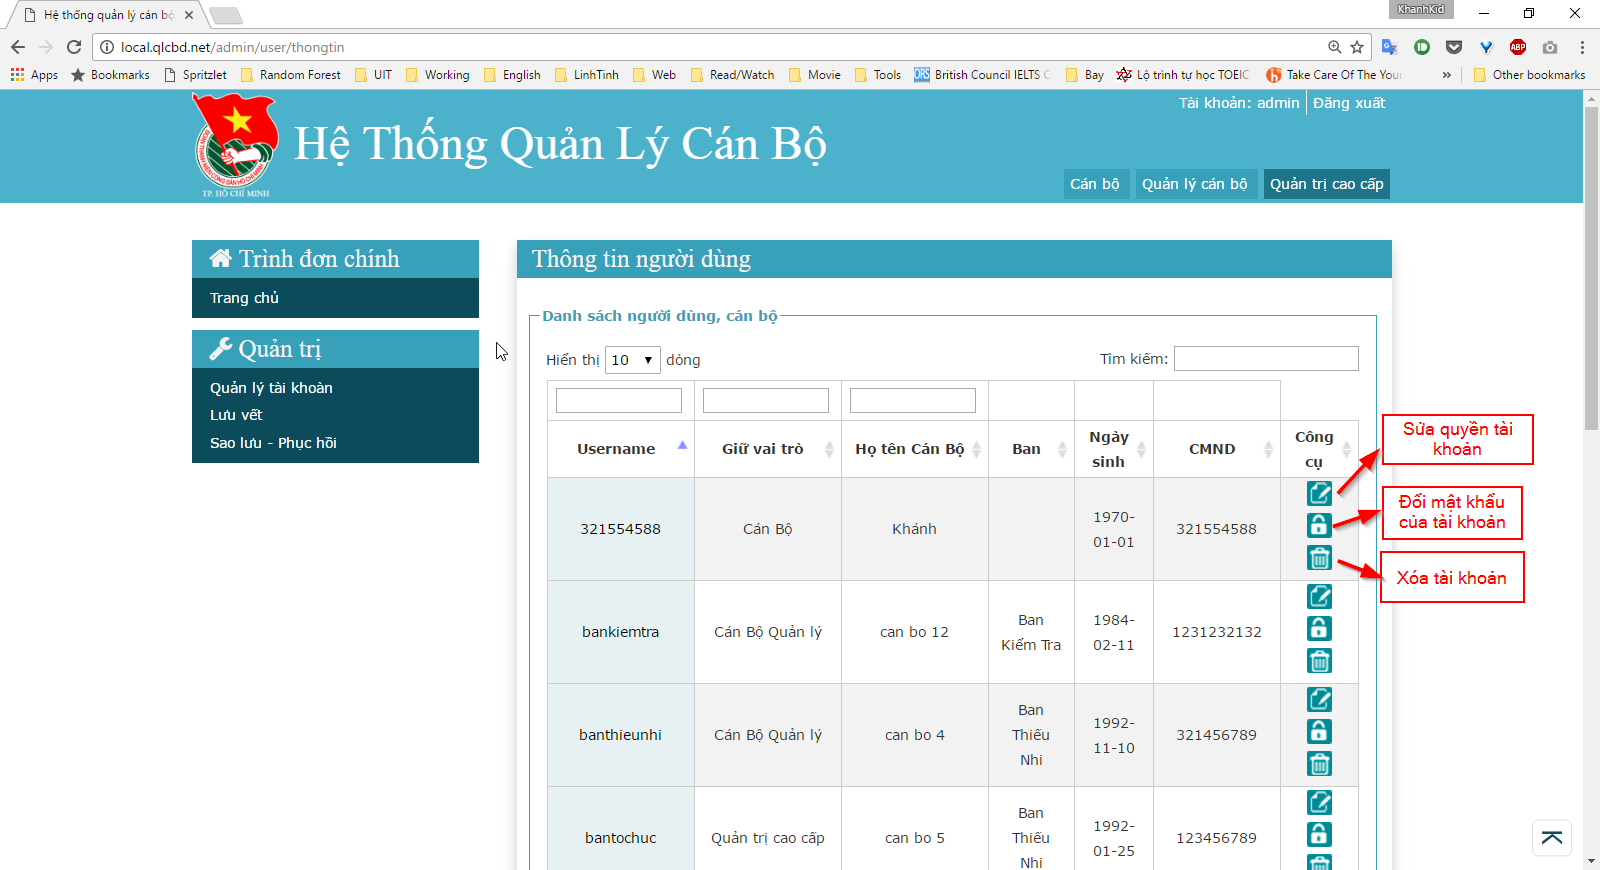 KhanhKid
Hệ thống quản lý cán bộ
local.qlcbd.net/admin/user/thongtin
Apps Bookmarks Spritzlet Random Forest UIT Working English LinhTinh Web Read/Watch Movie Tools British Council IELTS Bay Lộ trình tự học TOEIC Take Care Of The Your » Other bookmarks
Tài khoản: admin Đăng xuất
Hệ Thống Quản Lý Cán Bộ
TP. HỒ CHÍ MINH
Cán bộ Quản lý cán bộ Quản trị cao cấp
Trình đơn chính
Trang chủ
Quản trị
Quản lý tài khoản
Lưu vết
Sao lưu - Phục hồi
Thông tin người dùng
Danh sách người dùng, cán bộ
Hiển thị 10 dòng
Tìm kiếm:
Username Giữ vai trò Họ tên Cán Bộ Ban Ngày sinh CMND Công cụ
321554588 Cán Bộ Khánh 1970-01-01 321554588
bankiemtra Cán Bộ Quản lý can bo 12 Ban Kiểm Tra 1984-02-11 1231232132
banthieunhi Cán Bộ Quản lý can bo 4 Ban Thiếu Nhi 1992-11-10 321456789
bantochuc Quản trị cao cấp can bo 5 Ban Thiếu Nhi 1992-01-25 123456789
Sửa quyền tài
khoản
Đổi mật khẩu
của tài khoản
Xóa tài khoản